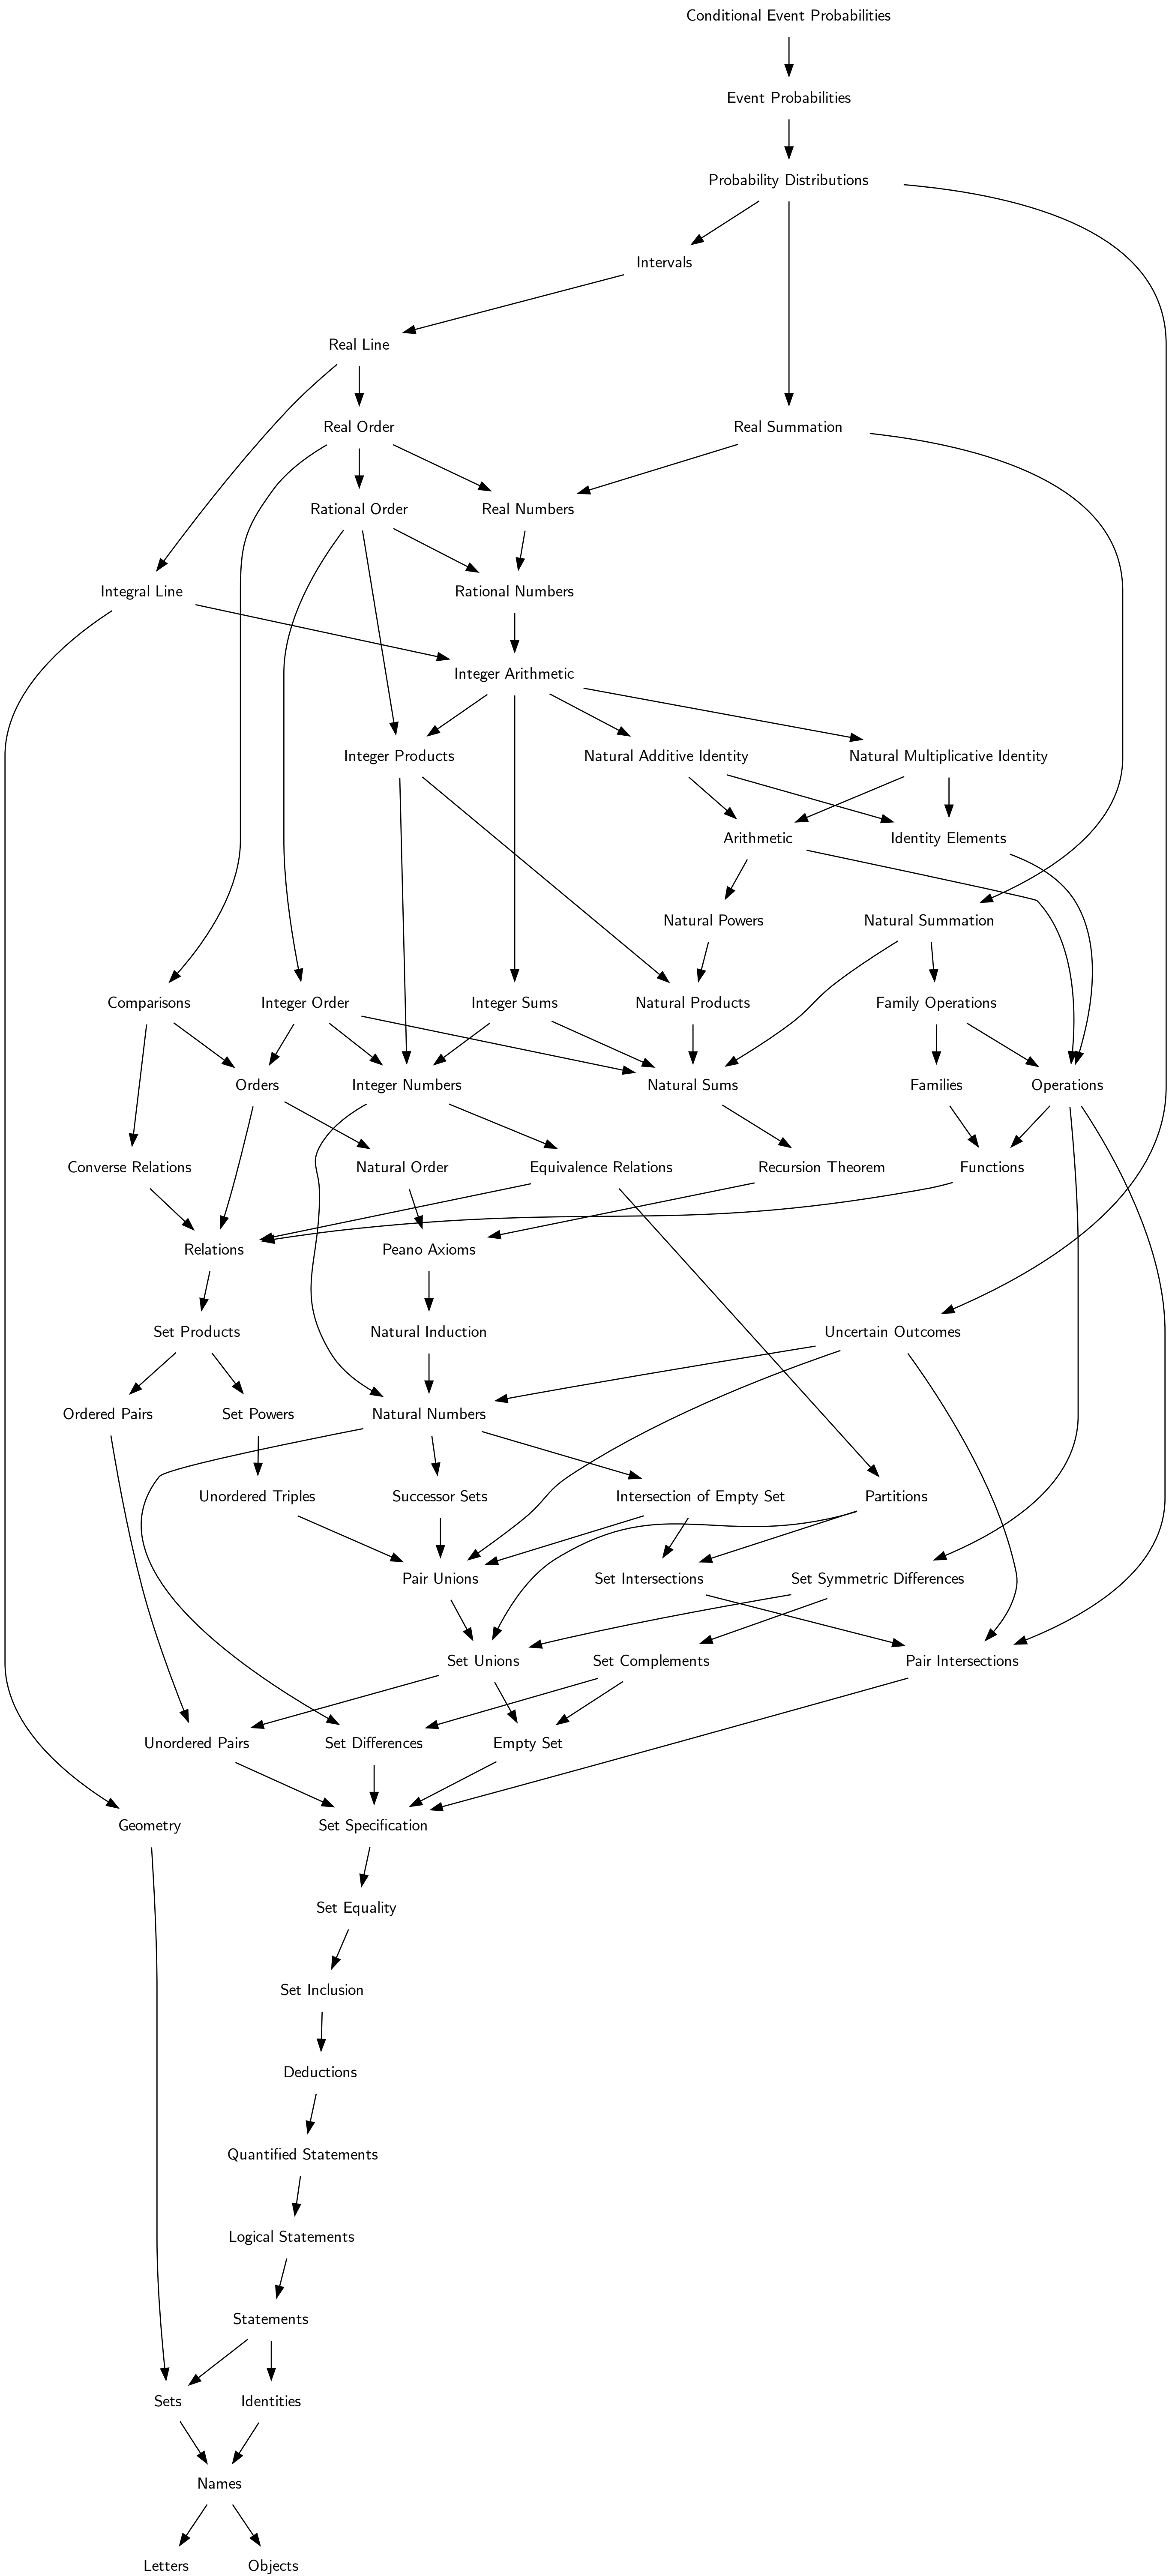 Conditional Event Probabilities
Event Probabilities
Probability Distributions
Intervals
Real Line
Real Order
Real Summation
Rational Order
Real Numbers
Integral Line
Rational Numbers
Integer Arithmetic
Integer Products
Natural Additive Identity
Natural Multiplicative Identity
Arithmetic
Identity Elements
Natural Powers
Natural Summation
Comparisons
Integer Order
Integer Sums
Natural Products
Family Operations
Orders
Integer Numbers
Natural Sums
Families
Operations
Converse Relations
Natural Order
Equivalence Relations
Recursion Theorem
Functions
Relations
Peano Axioms
Set Products
Natural Induction
Uncertain Outcomes
Ordered Pairs
Set Powers
Natural Numbers
Unordered Triples
Successor Sets
Intersection of Empty Set
Partitions
Pair Unions
Set Intersections
Set Symmetric Differences
Set Unions
Set Complements
Pair Intersections
Unordered Pairs
Set Differences
Empty Set
Geometry
Set Specification
Set Equality
Set Inclusion
Deductions
Quantified Statements
Logical Statements
Statements
Sets
Identities
Names
Letters
Objects